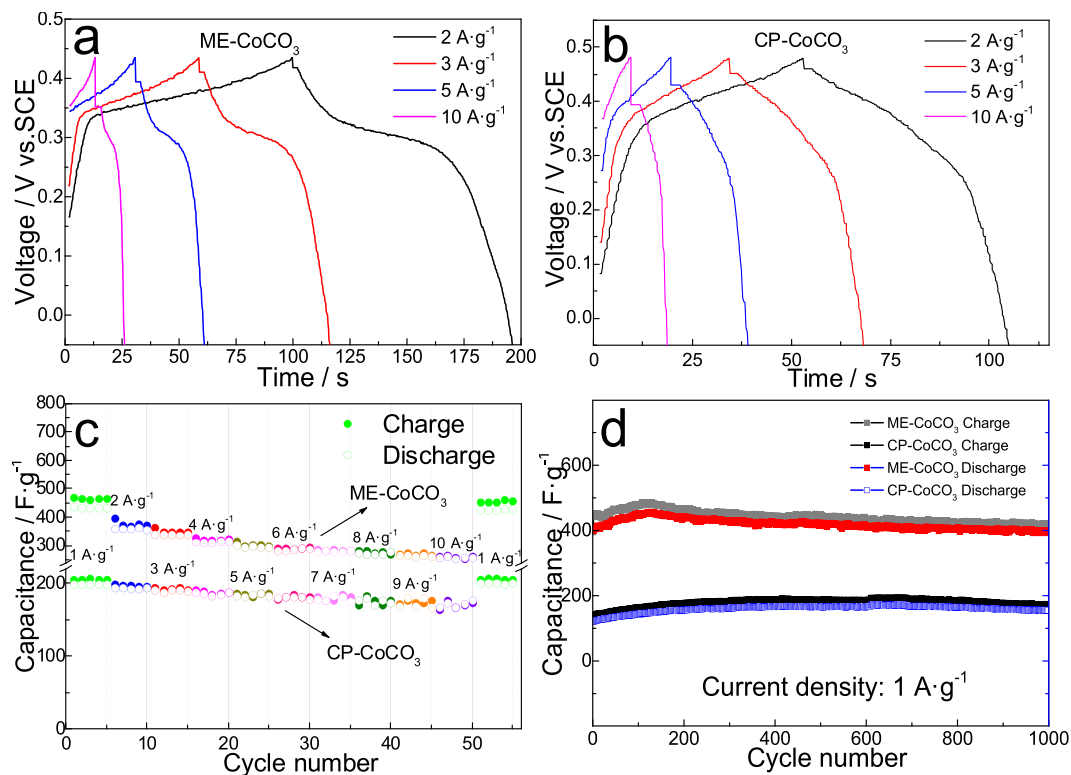 a
ME-CoCO₃
2 A·g⁻¹
3 A·g⁻¹
5 A·g⁻¹
10 A·g⁻¹
0.5
0.4
0.3
0.2
0.1
0.0
Voltage / V vs.SCE
0 25 50 75 100 125 150 175 200
Time / s
b
CP-CoCO₃
2 A·g⁻¹
3 A·g⁻¹
5 A·g⁻¹
10 A·g⁻¹
0.5
0.4
0.3
0.2
0.1
0.0
Voltage / V vs.SCE
0 25 50 75 100
Time / s
c
Charge
Discharge
800
700
600
500
400
300
200
100
0
Capacitance / F·g⁻¹
2 A·g⁻¹
ME-CoCO₃
4 A·g⁻¹
6 A·g⁻¹
8 A·g⁻¹
10 A·g⁻¹
1 A·g⁻¹
1 A·g⁻¹
3 A·g⁻¹
5 A·g⁻¹
7 A·g⁻¹
9 A·g⁻¹
CP-CoCO₃
0 10 20 30 40 50
Cycle number
d
ME-CoCO₃ Charge
CP-CoCO₃ Charge
ME-CoCO₃ Discharge
CP-CoCO₃ Discharge
600
400
200
0
Capacitance / F·g⁻¹
Current density: 1 A·g⁻¹
0 200 400 600 800 1000
Cycle number